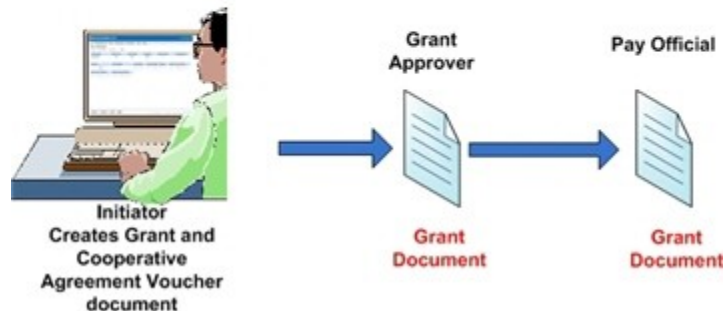 Grant
Approver
Pay Official
Initiator
Creates Grant and
Cooperative
Agreement Voucher
document
Grant
Document
Grant
Document